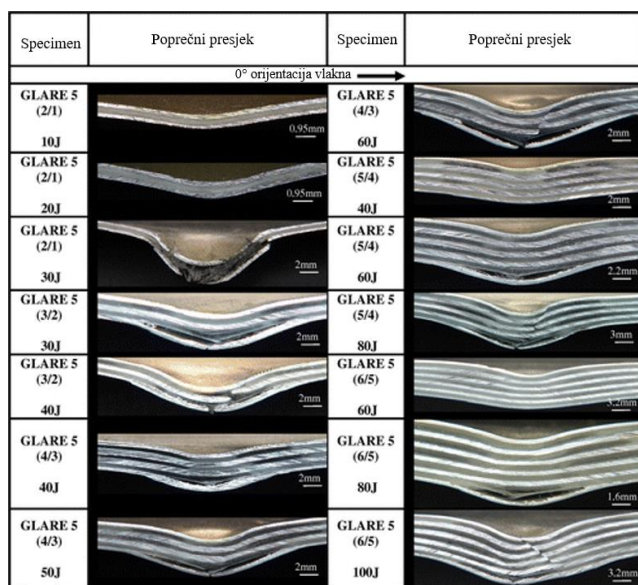 Specimen Poprečni presjek Specimen Poprečni presjek
0° orijentacija vlakna
GLARE 5
(2/1)
10J
0.95mm
GLARE 5
(4/3)
60J
2mm
GLARE 5
(2/1)
20J
0.95mm
GLARE 5
(5/4)
40J
2mm
GLARE 5
(2/1)
30J
2mm
GLARE 5
(5/4)
60J
2.2mm
GLARE 5
(3/2)
30J
2mm
GLARE 5
(5/4)
80J
3mm
GLARE 5
(3/2)
40J
2mm
GLARE 5
(6/5)
60J
3.2mm
GLARE 5
(4/3)
40J
2mm
GLARE 5
(6/5)
80J
1.6mm
GLARE 5
(4/3)
50J
2mm
GLARE 5
(6/5)
100J
3.2mm